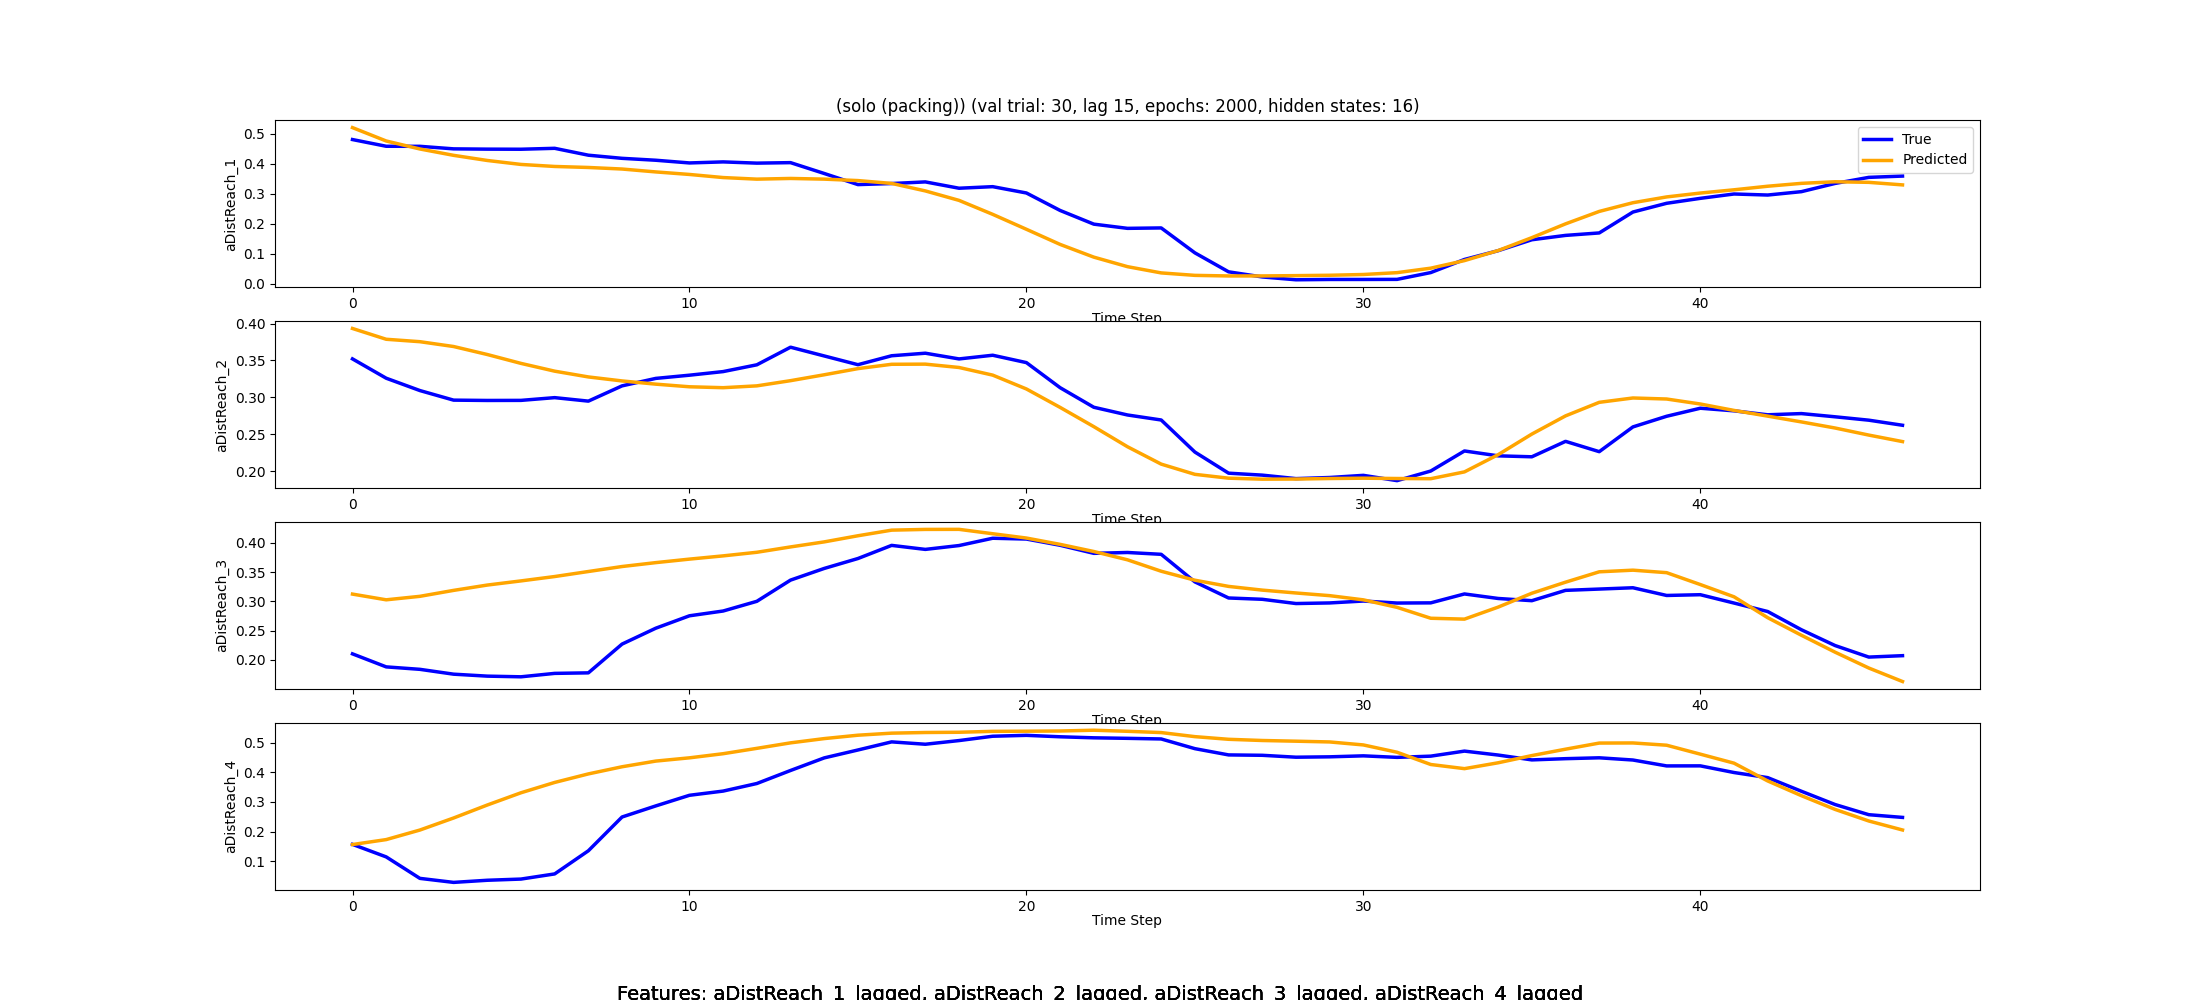 (solo (packing)) (val trial: 30, lag 15, epochs: 2000, hidden states: 16)
aDistReach_1
0.5
0.4
0.3
0.2
0.1
0.0
True
Predicted
0 10 20 30 40
Time Step
aDistReach_2
0.40
0.35
0.30
0.25
0.20
0 10 20 30 40
Time Step
aDistReach_3
0.40
0.35
0.30
0.25
0.20
0 10 20 30 40
Time Step
aDistReach_4
0.5
0.4
0.3
0.2
0.1
0 10 20 30 40
Time Step
Features: aDistReach_1_lagged, aDistReach_2_lagged, aDistReach_3_lagged, aDistReach_4_lagged